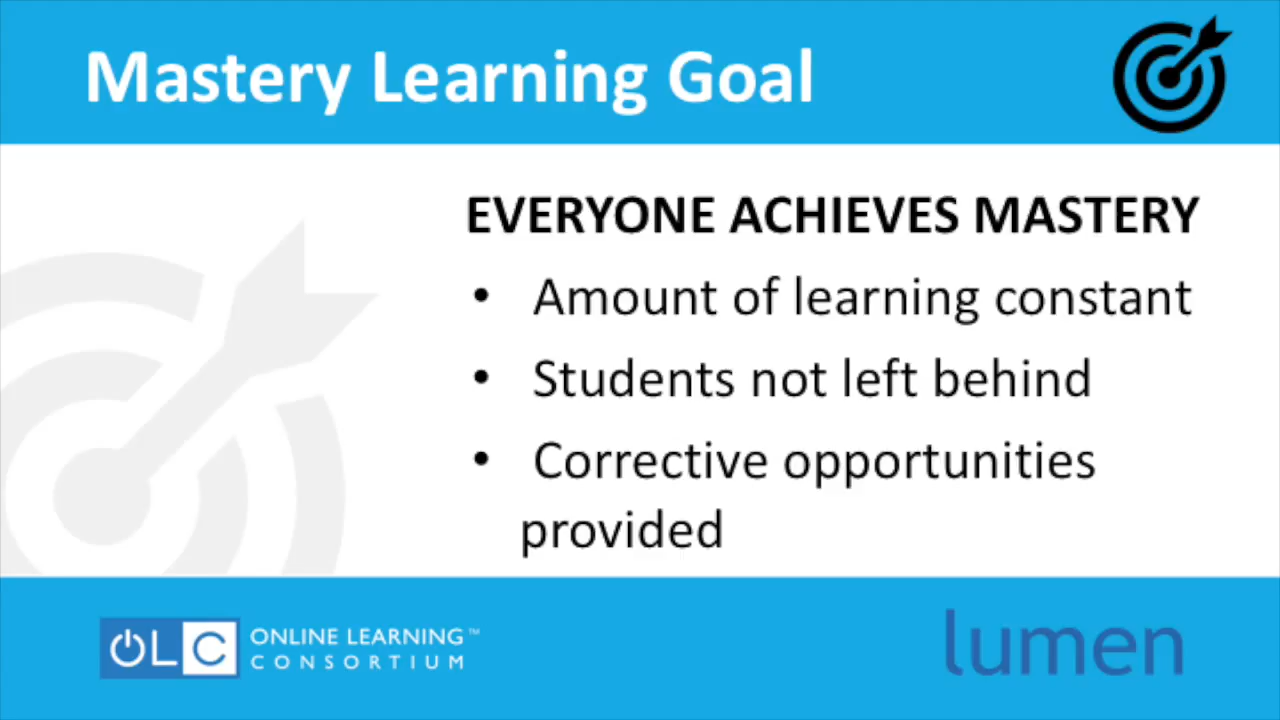 Mastery Learning Goal
EVERYONE ACHIEVES MASTERY
• Amount of learning constant
• Students not left behind
• Corrective opportunities
provided
OLC ONLINE LEARNING™
CONSORTIUM
lumen